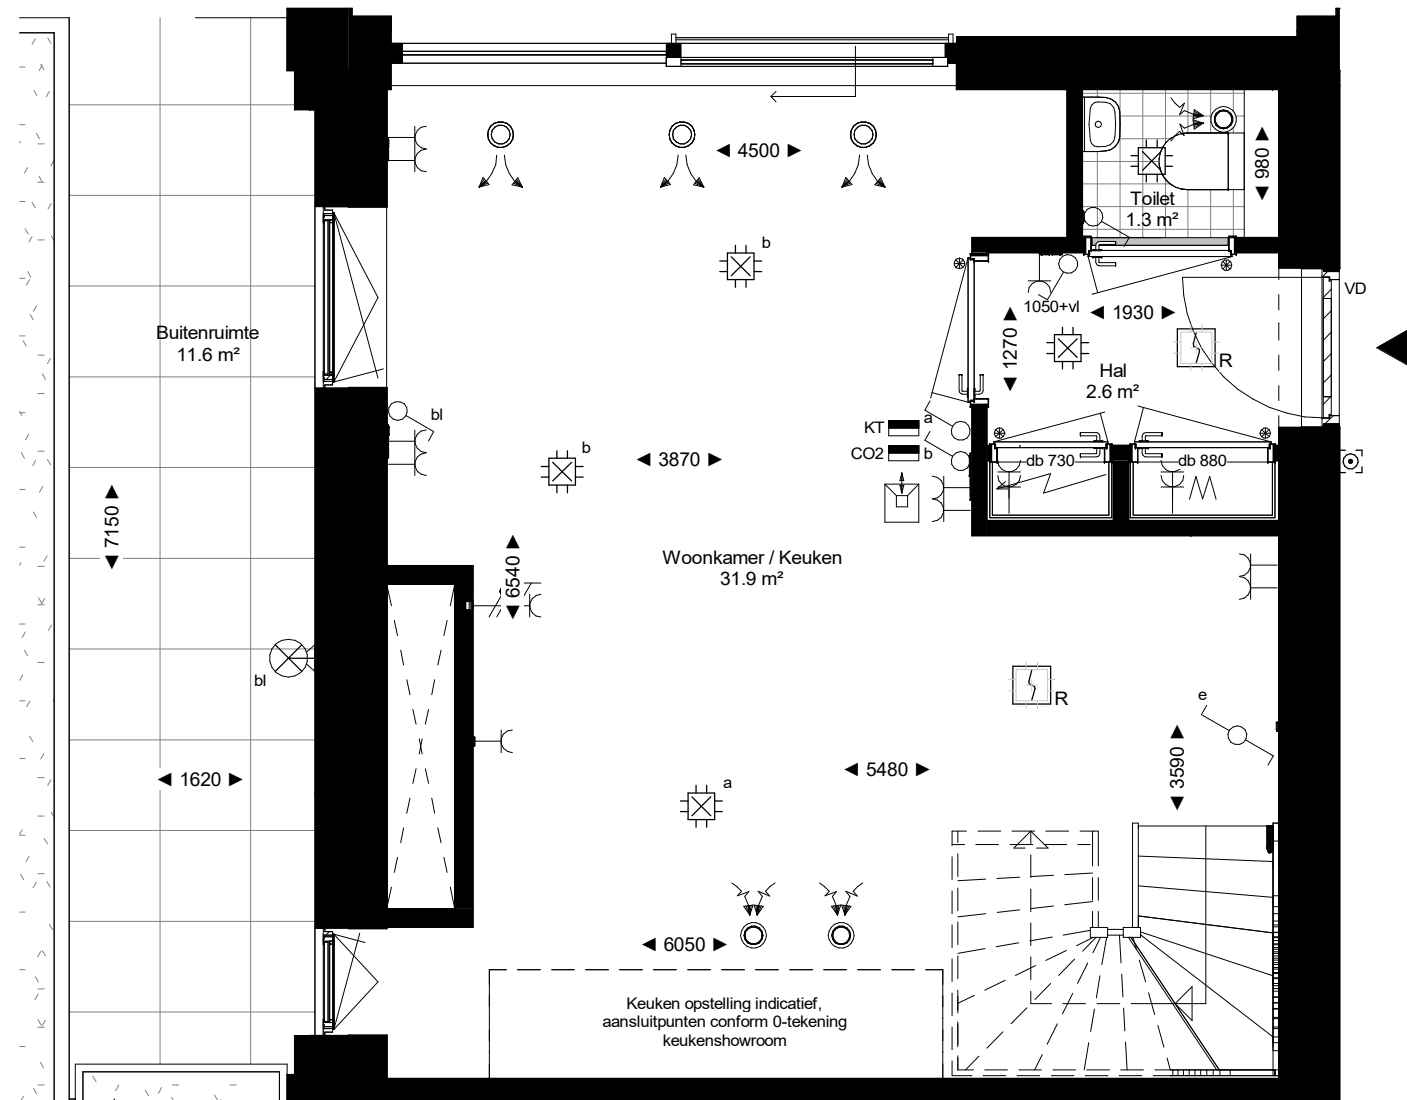 4500
980
Toilet
1.3 m²
b
VD
Buitenruimte
11.6 m²
1050+vl
1930
1270
Hal
2.6 m²
R
bl
KT
a
CO2
b
b
3870
db 730
db 880
7150
Woonkamer / Keuken
31.9 m²
6540
bl
R
e
1620
5480
3590
a
6050
Keuken opstelling indicatief,
aansluitpunten conform 0-tekening
keukenshowroom